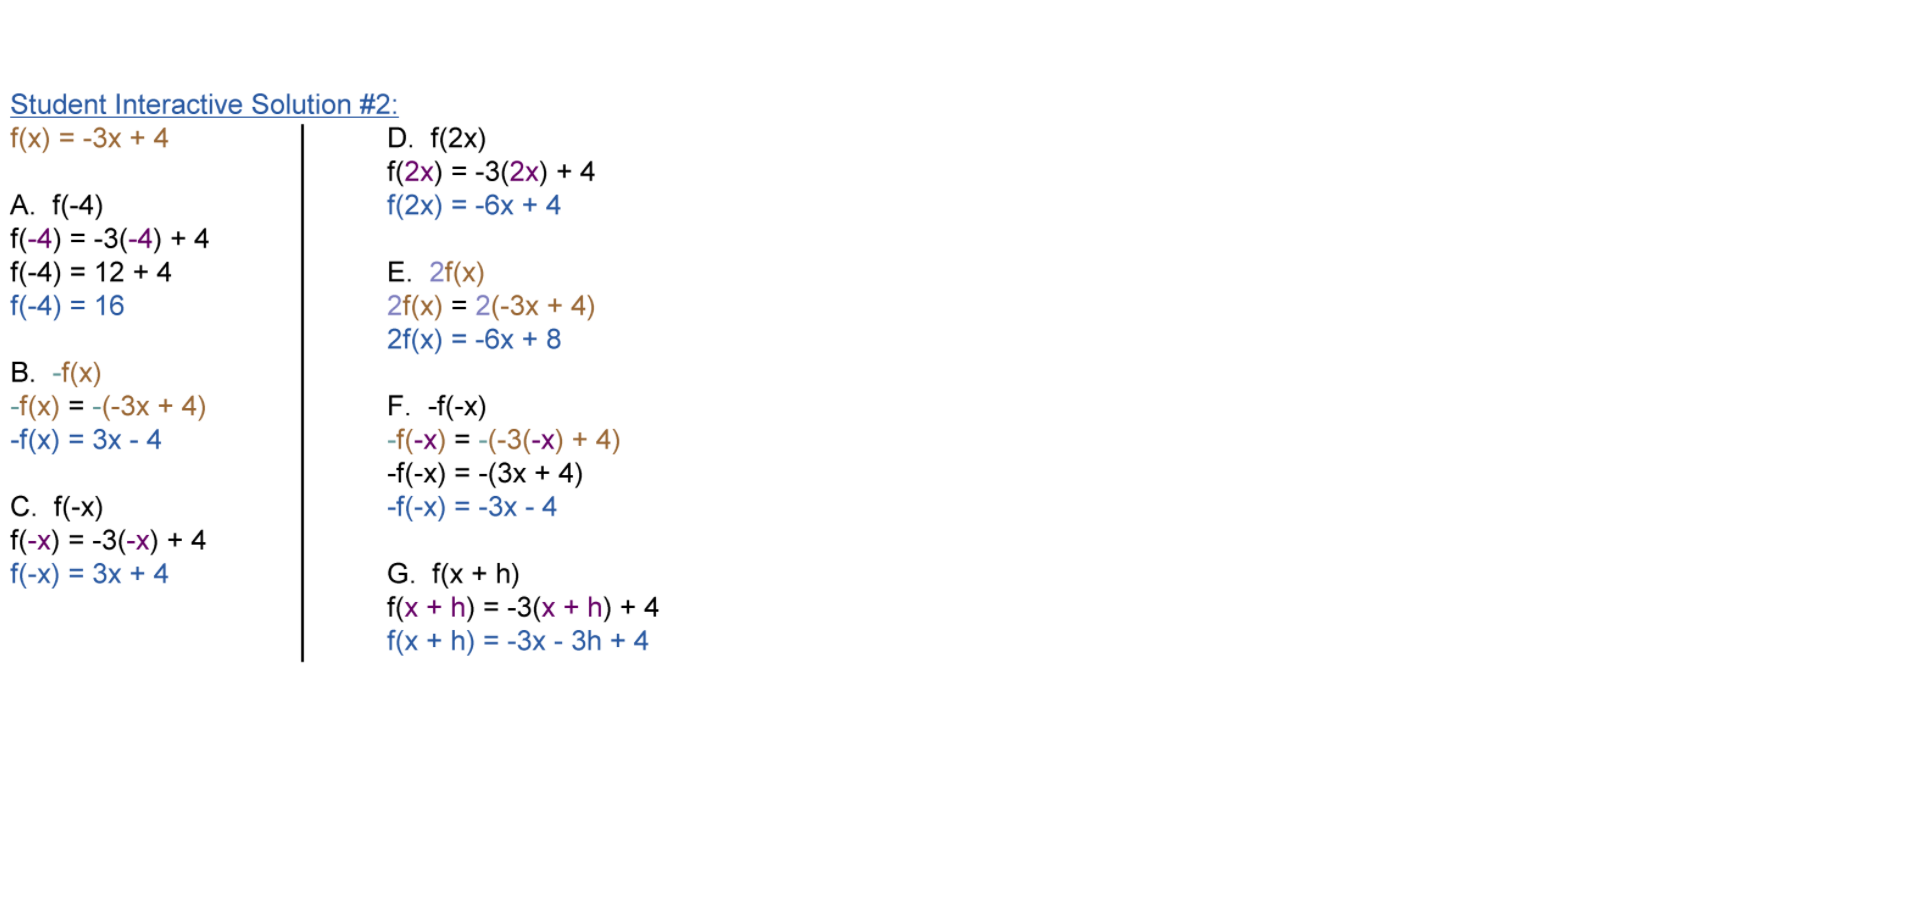 Student Interactive Solution #2:
f(x) = -3x + 4
A. f(-4)
f(-4) = -3(-4) + 4
f(-4) = 12 + 4
f(-4) = 16
B. -f(x)
-f(x) = -(-3x + 4)
-f(x) = 3x - 4
C. f(-x)
f(-x) = -3(-x) + 4
f(-x) = 3x + 4
D. f(2x)
f(2x) = -3(2x) + 4
f(2x) = -6x + 4
E. 2f(x)
2f(x) = 2(-3x + 4)
2f(x) = -6x + 8
F. -f(-x)
-f(-x) = -(-3(-x) + 4)
-f(-x) = -(3x + 4)
-f(-x) = -3x - 4
G. f(x + h)
f(x + h) = -3(x + h) + 4
f(x + h) = -3x - 3h + 4